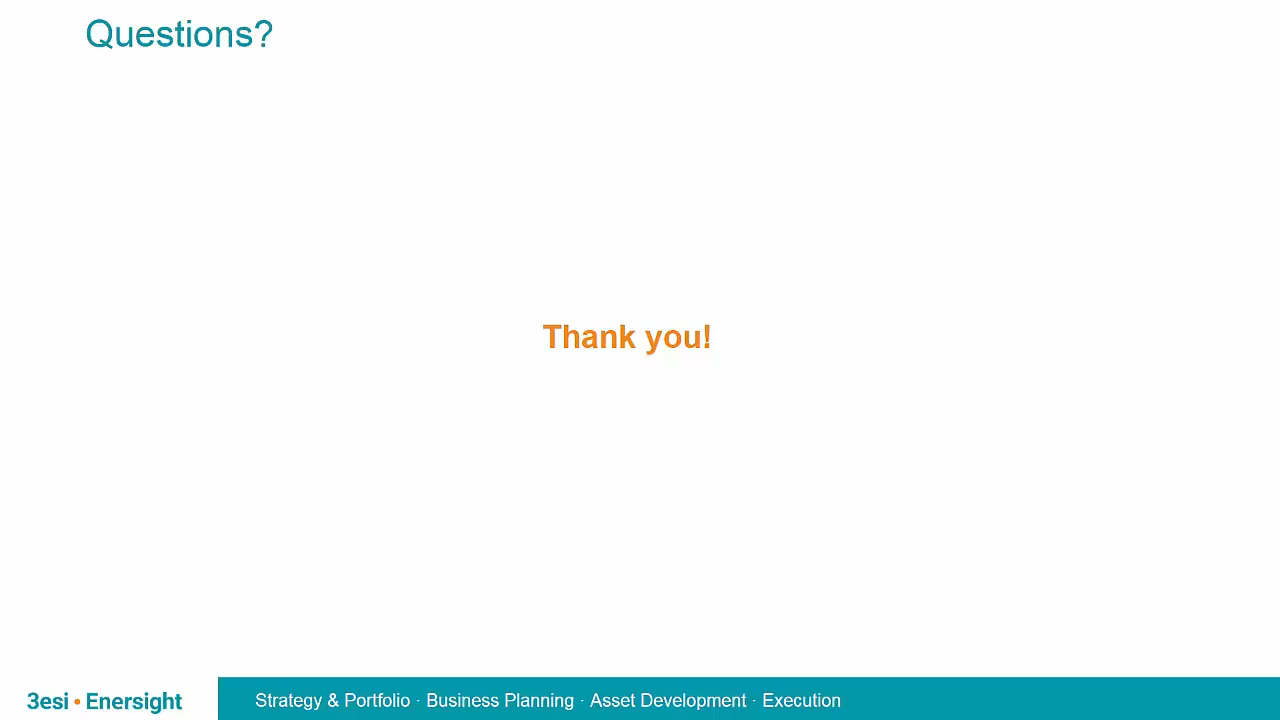 Questions?
Thank you!
3esi • Enersight
Strategy & Portfolio · Business Planning · Asset Development · Execution